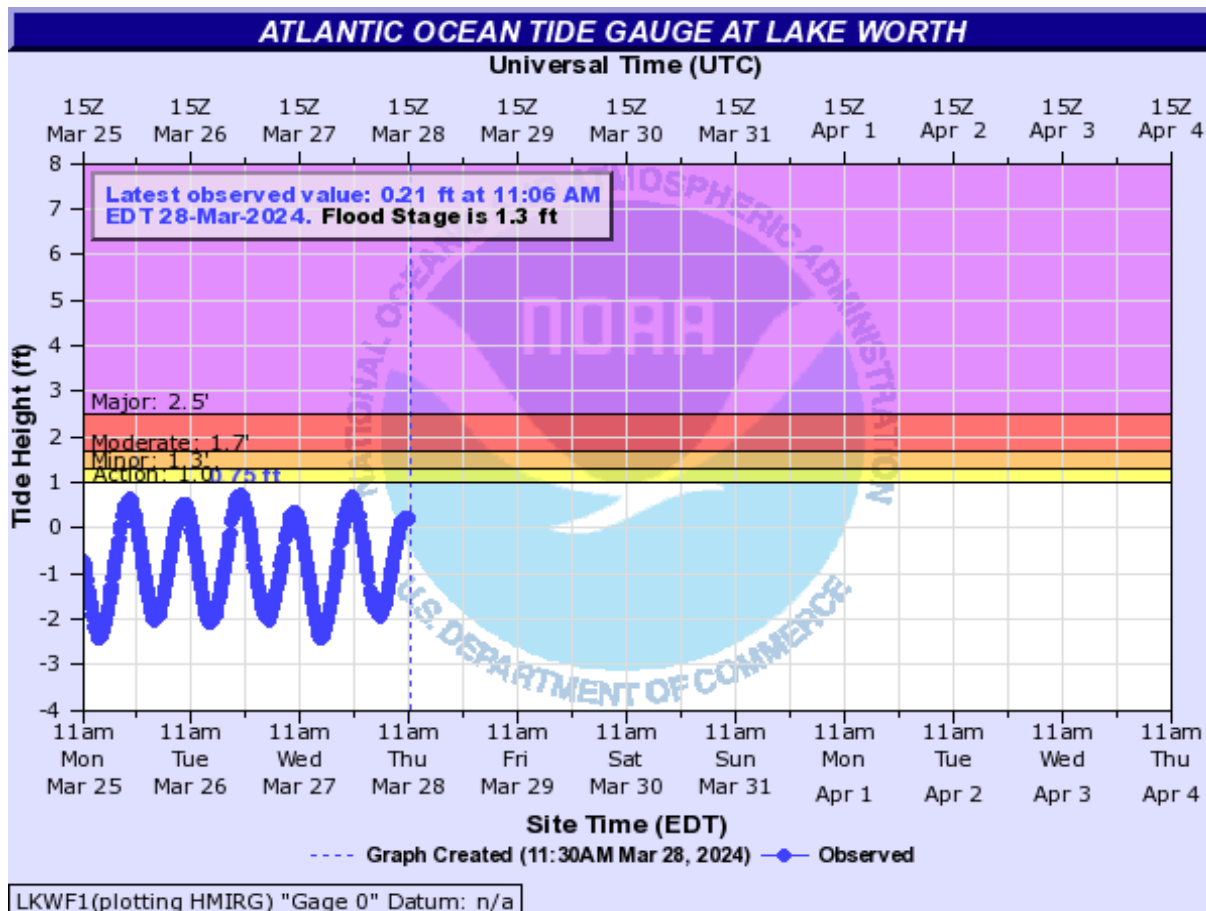 ATLANTIC OCEAN TIDE GAUGE AT LAKE WORTH
Universal Time (UTC)
15Z 15Z 15Z 15Z 15Z 15Z 15Z 15Z 15Z 15Z 15Z
Mar 25 Mar 26 Mar 27 Mar 28 Mar 29 Mar 30 Mar 31 Apr 1 Apr 2 Apr 3 Apr 4
Latest observed value: 0.21 ft at 11:06 AM
EDT 28-Mar-2024. Flood Stage is 1.3 ft
NATIONAL OCEANIC AND ATMOSPHERIC ADMINISTRATION
NOAA
U.S. DEPARTMENT OF COMMERCE
Tide Height (ft)
8
7
6
5
4
3
2
1
0
-1
-2
-3
-4
Major: 2.5'
Moderate: 1.7'
Minor: 1.3'
Action: 1.0
0.75 ft
11am 11am 11am 11am 11am 11am 11am 11am 11am 11am 11am
Mon Tue Wed Thu Fri Sat Sun Mon Tue Wed Thu
Mar 25 Mar 26 Mar 27 Mar 28 Mar 29 Mar 30 Mar 31 Apr 1 Apr 2 Apr 3 Apr 4
Site Time (EDT)
Graph Created (11:30AM Mar 28, 2024) Observed
LKWF1(plotting HMIRG) "Gage 0" Datum: n/a